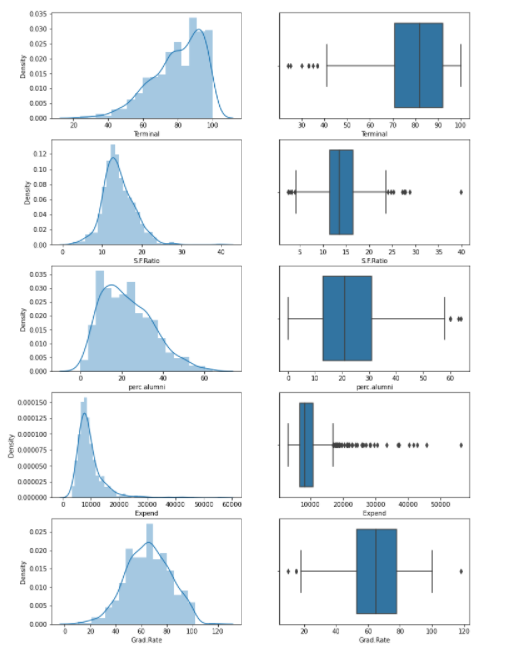 0.035
0.030
0.025
0.020
0.015
0.010
0.005
0.000
Density
20 40 60 80 100
Terminal
30 40 50 60 70 80 90 100
Terminal
0.12
0.10
0.08
0.06
0.04
0.02
0.00
Density
0 10 20 30 40
S.F.Ratio
5 10 15 20 25 30 35 40
S.F.Ratio
0.035
0.030
0.025
0.020
0.015
0.010
0.005
0.000
Density
0 20 40 60
perc.alumni
0 10 20 30 40 50 60
perc.alumni
0.000150
0.000125
0.000100
0.000075
0.000050
0.000025
0.000000
Density
0 10000 20000 30000 40000 50000 60000
Expend
10000 20000 30000 40000 50000
Expend
0.025
0.020
0.015
0.010
0.005
0.000
Density
0 20 40 60 80 100 120
Grad.Rate
20 40 60 80 100 120
Grad.Rate